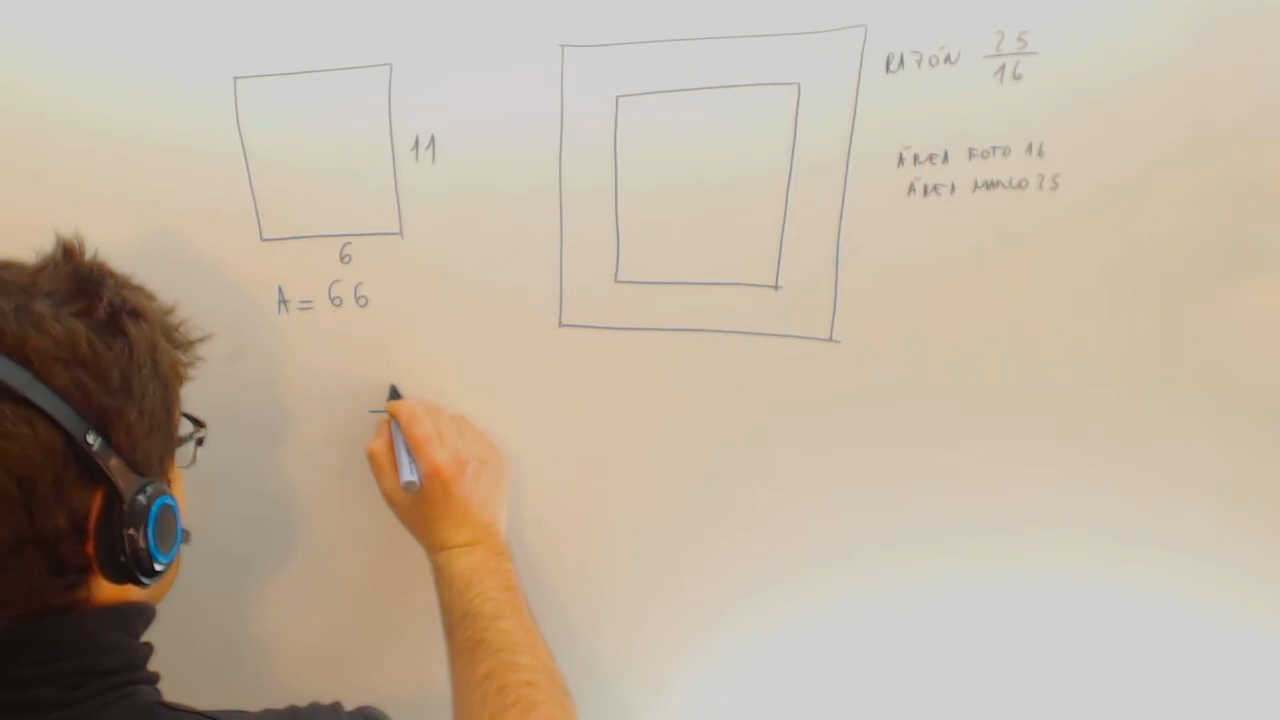 11
6
A = 66
RAZÓN 25/16
ÁREA FOTO 16
ÁREA MARCO 25